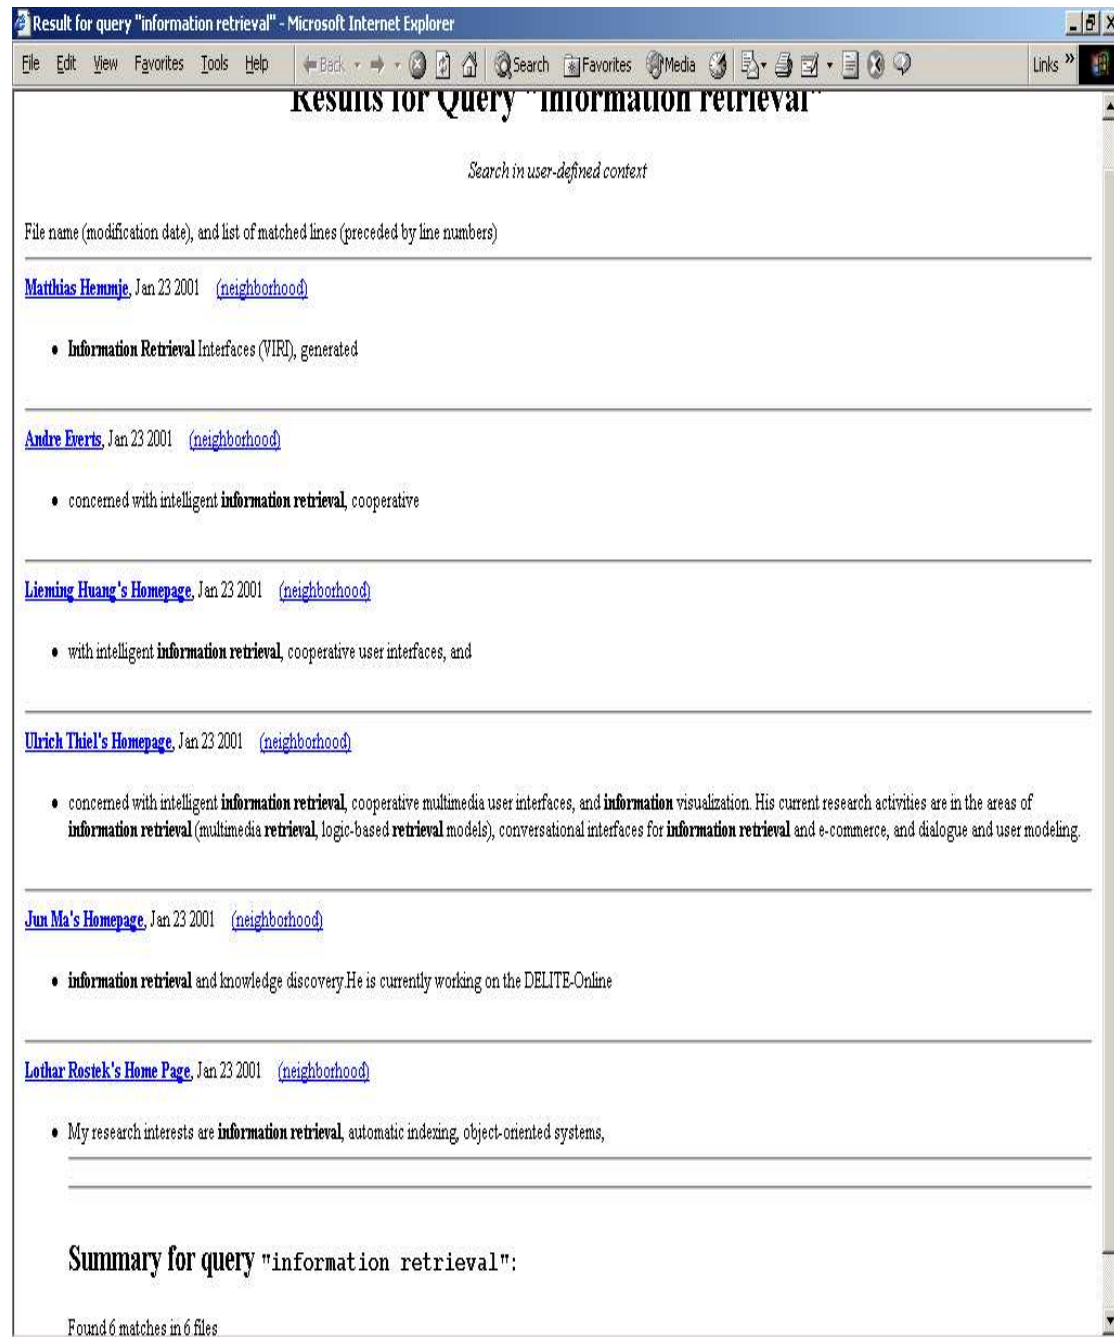 Result for query "information retrieval" - Microsoft Internet Explorer
File Edit View Favorites Tools Help Back Search Favorites Media Links »
Results for Query "information retrieval"
Search in user-defined context
File name (modification date), and list of matched lines (preceded by line numbers)
Matthias Hemmje, Jan 23 2001 (neighborhood)
• Information Retrieval Interfaces (VIRI), generated
Andre Everts, Jan 23 2001 (neighborhood)
• concerned with intelligent information retrieval, cooperative
Lieming Huang's Homepage, Jan 23 2001 (neighborhood)
• with intelligent information retrieval, cooperative user interfaces, and
Ulrich Thiel's Homepage, Jan 23 2001 (neighborhood)
• concerned with intelligent information retrieval, cooperative multimedia user interfaces, and information visualization. His current research activities are in the areas of
information retrieval (multimedia retrieval, logic-based retrieval models), conversational interfaces for information retrieval and e-commerce, and dialogue and user modeling.
Jun Ma's Homepage, Jan 23 2001 (neighborhood)
• information retrieval and knowledge discovery.He is currently working on the DELITE-Online
Lothar Rostek's Home Page, Jan 23 2001 (neighborhood)
• My research interests are information retrieval, automatic indexing, object-oriented systems,
Summary for query "information retrieval":
Found 6 matches in 6 files